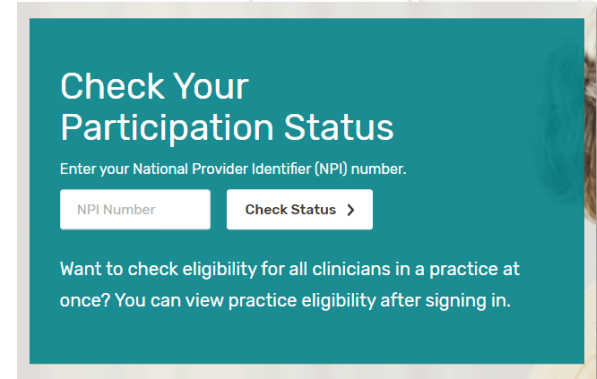 Check Your
Participation Status
Enter your National Provider Identifier (NPI) number.
NPI Number
Check Status
Want to check eligibility for all clinicians in a practice at
once? You can view practice eligibility after signing in.